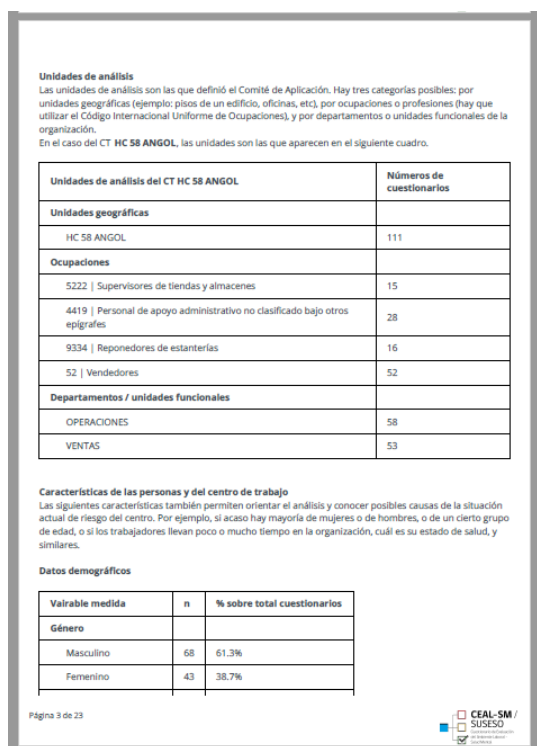 Unidades de análisis
Las unidades de análisis son las que definió el Comité de Aplicación. Hay tres categorías posibles: por
unidades geográficas (ejemplo: pisos de un edificio, oficinas, etc), por ocupaciones o profesiones (hay que
utilizar el Código Internacional Uniforme de Ocupaciones), y por departamentos o unidades funcionales de la
organización.
En el caso del CT HC 58 ANGOL, las unidades son las que aparecen en el siguiente cuadro.
Unidades de análisis del CT HC 58 ANGOL Números de
cuestionarios
Unidades geográficas
HC 58 ANGOL 111
Ocupaciones
5222 | Supervisores de tiendas y almacenes 15
4419 | Personal de apoyo administrativo no clasificado bajo otros
epígrafes 28
9334 | Reponedores de estanterías 16
52 | Vendedores 52
Departamentos / unidades funcionales
OPERACIONES 58
VENTAS 53
Características de las personas y del centro de trabajo
Las siguientes características también permiten orientar el análisis y conocer posibles causas de la situación
actual de riesgo del centro. Por ejemplo, si acaso hay mayoría de mujeres o de hombres, o de un cierto grupo
de edad, o si los trabajadores llevan poco o mucho tiempo en la organización, cuál es su estado de salud, y
similares.
Datos demográficos
Vairable medida n % sobre total cuestionarios
Género
Masculino 68 61.3%
Femenino 43 38.7%
Página 3 de 23
CEAL-SM /
SUSESO